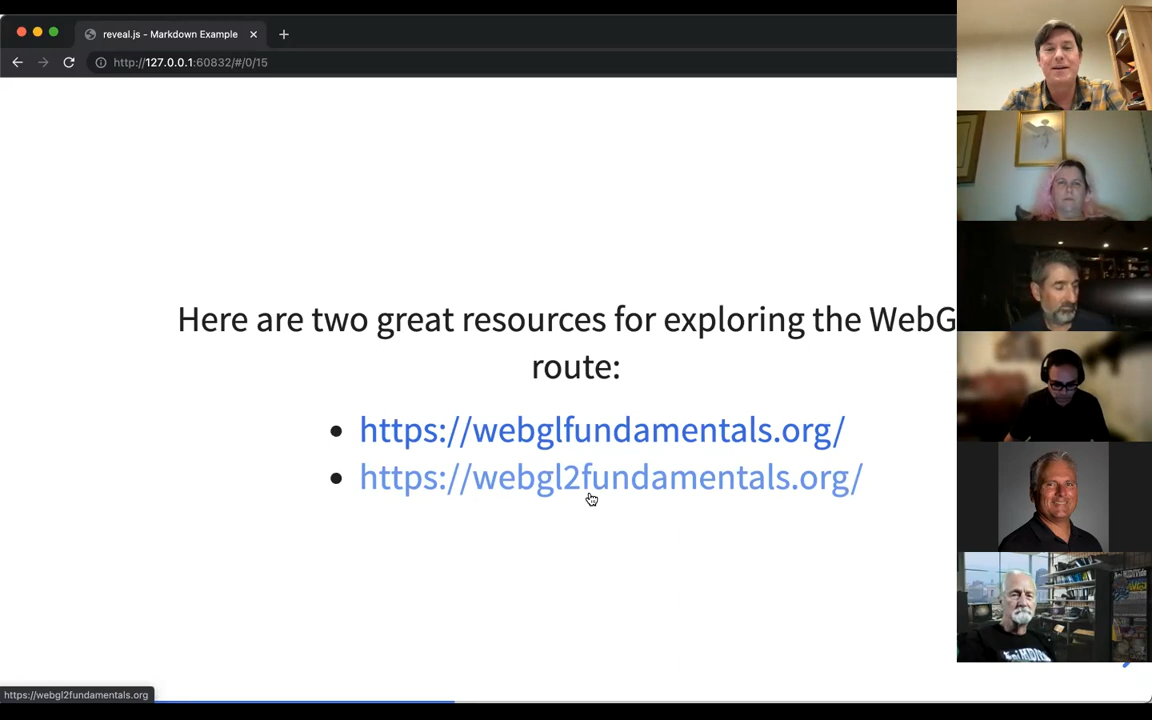 reveal.js - Markdown Example
http://127.0.0.1:60832/#/0/15
Here are two great resources for exploring the WebG
route:
https://webglfundamentals.org/
https://webgl2fundamentals.org/
https://webgl2fundamentals.org